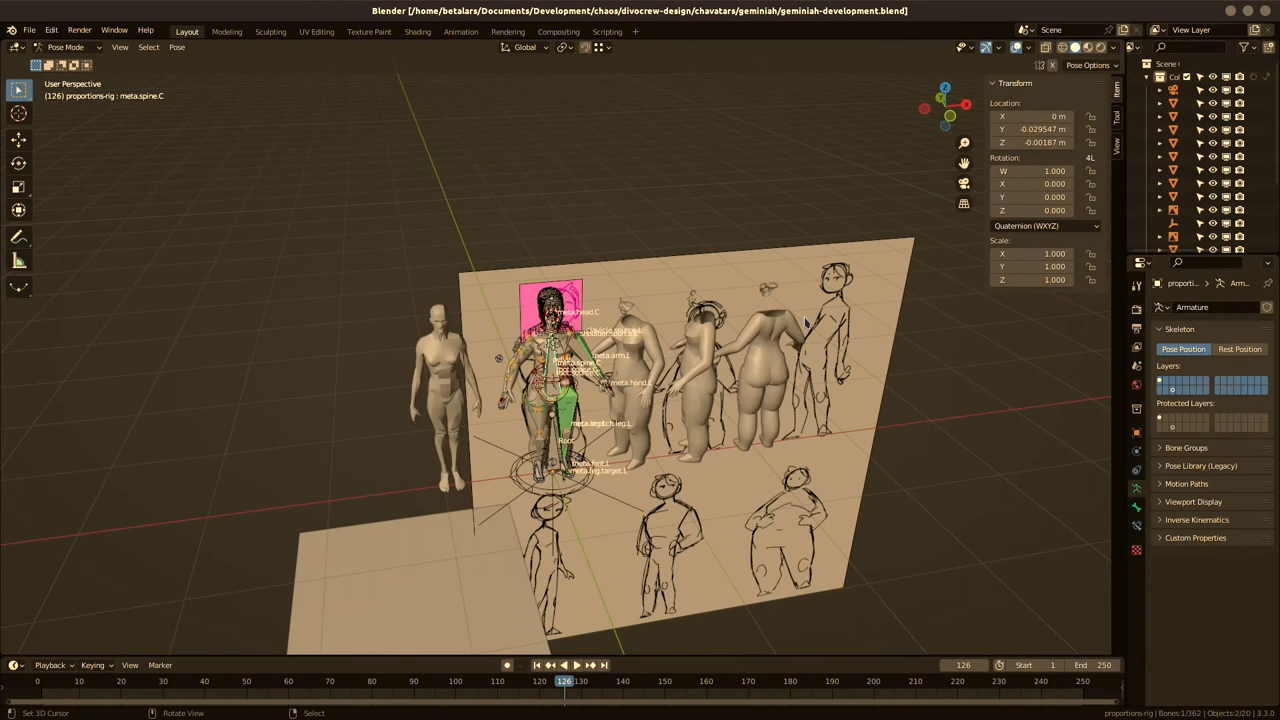 Blender [/home/betalars/Documents/Development/chaos/divocrew-design/chavatars/geminiah/geminiah-development.blend]
File Edit Render Window Help Layout Modeling Sculpting UV Editing Texture Paint Shading Animation Rendering Compositing Scripting + Scene View Layer
Pose Mode View Select Pose Global
X Pose Options
User Perspective
(126) proportions-rig : meta.spine.C
Transform
Location:
X 0 m
Y -0.029547 m
Z -0.00187 m
Rotation: 4L
W 1.000
X 0.000
Y 0.000
Z 0.000
Quaternion (WXYZ)
Scale:
X 1.000
Y 1.000
Z 1.000
Item
Tool
View
Z
Y
X
Scene
Col
meta.head.C
meta.arm.L
meta.spine.C
meta.hand.L
Root
meta.foot.L
meta.leg.target.L
proporti... Arm...
Armature
Skeleton
Pose Position Rest Position
Layers:
Protected Layers:
Bone Groups
Pose Library (Legacy)
Motion Paths
Viewport Display
Inverse Kinematics
Custom Properties
Playback Keying View Marker 126 Start 1 End 250
0 10 20 30 40 50 60 70 80 90 100 110 120 126 130 140 150 160 170 180 190 200 210 220 230 240 250
Set 3D Cursor Rotate View Select proportions-rig | Bones:1/362 | Objects:2/20 | 3.3.0